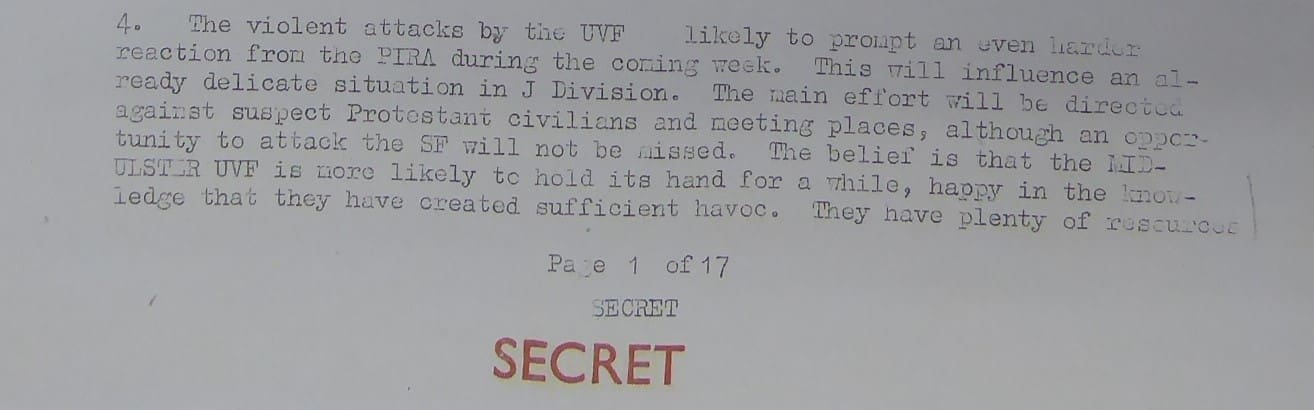 4. The violent attacks by the UVF likely to prompt an even harder
reaction from the PIRA during the coming week. This will influence an al-
ready delicate situation in J Division. The main effort will be directed
against suspect Protestant civilians and meeting places, although an oppor-
tunity to attack the SF will not be missed. The belief is that the MID-
ULSTER UVF is more likely to hold its hand for a while, happy in the know-
ledge that they have created sufficient havoc. They have plenty of resources
Page 1 of 17
SECRET
SECRET